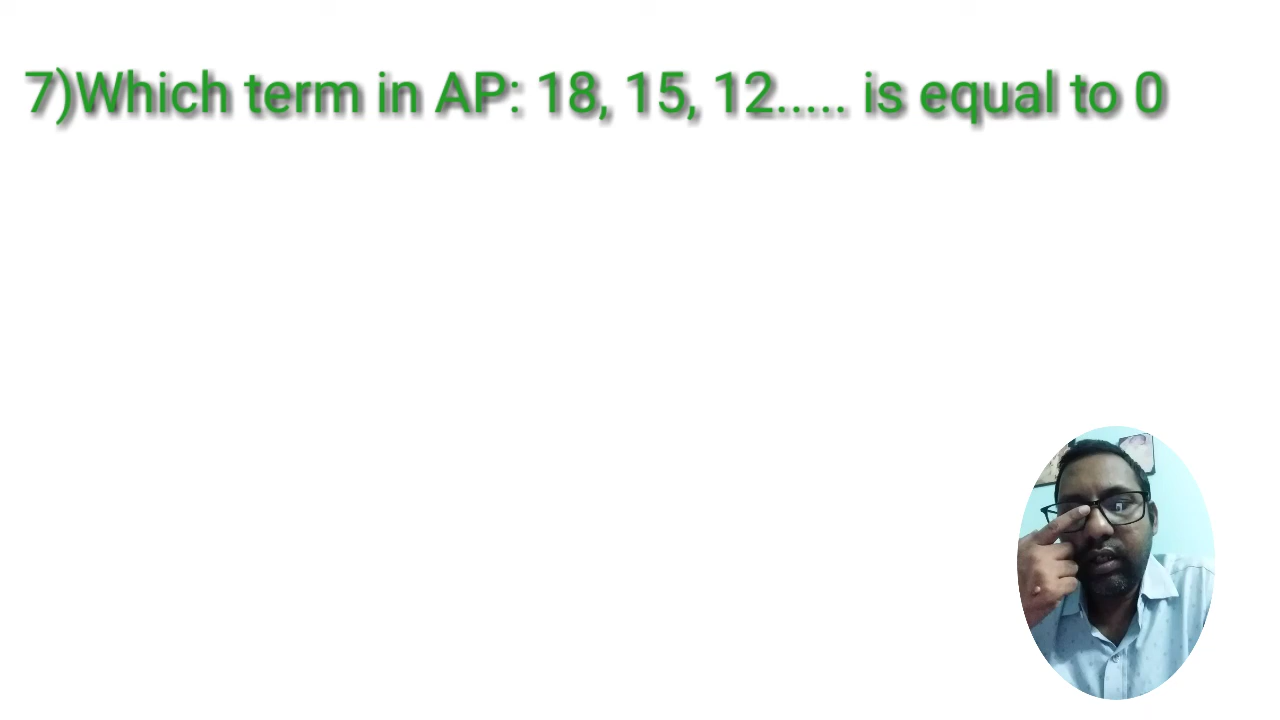 7)Which term in AP: 18, 15, 12..... is equal to 0